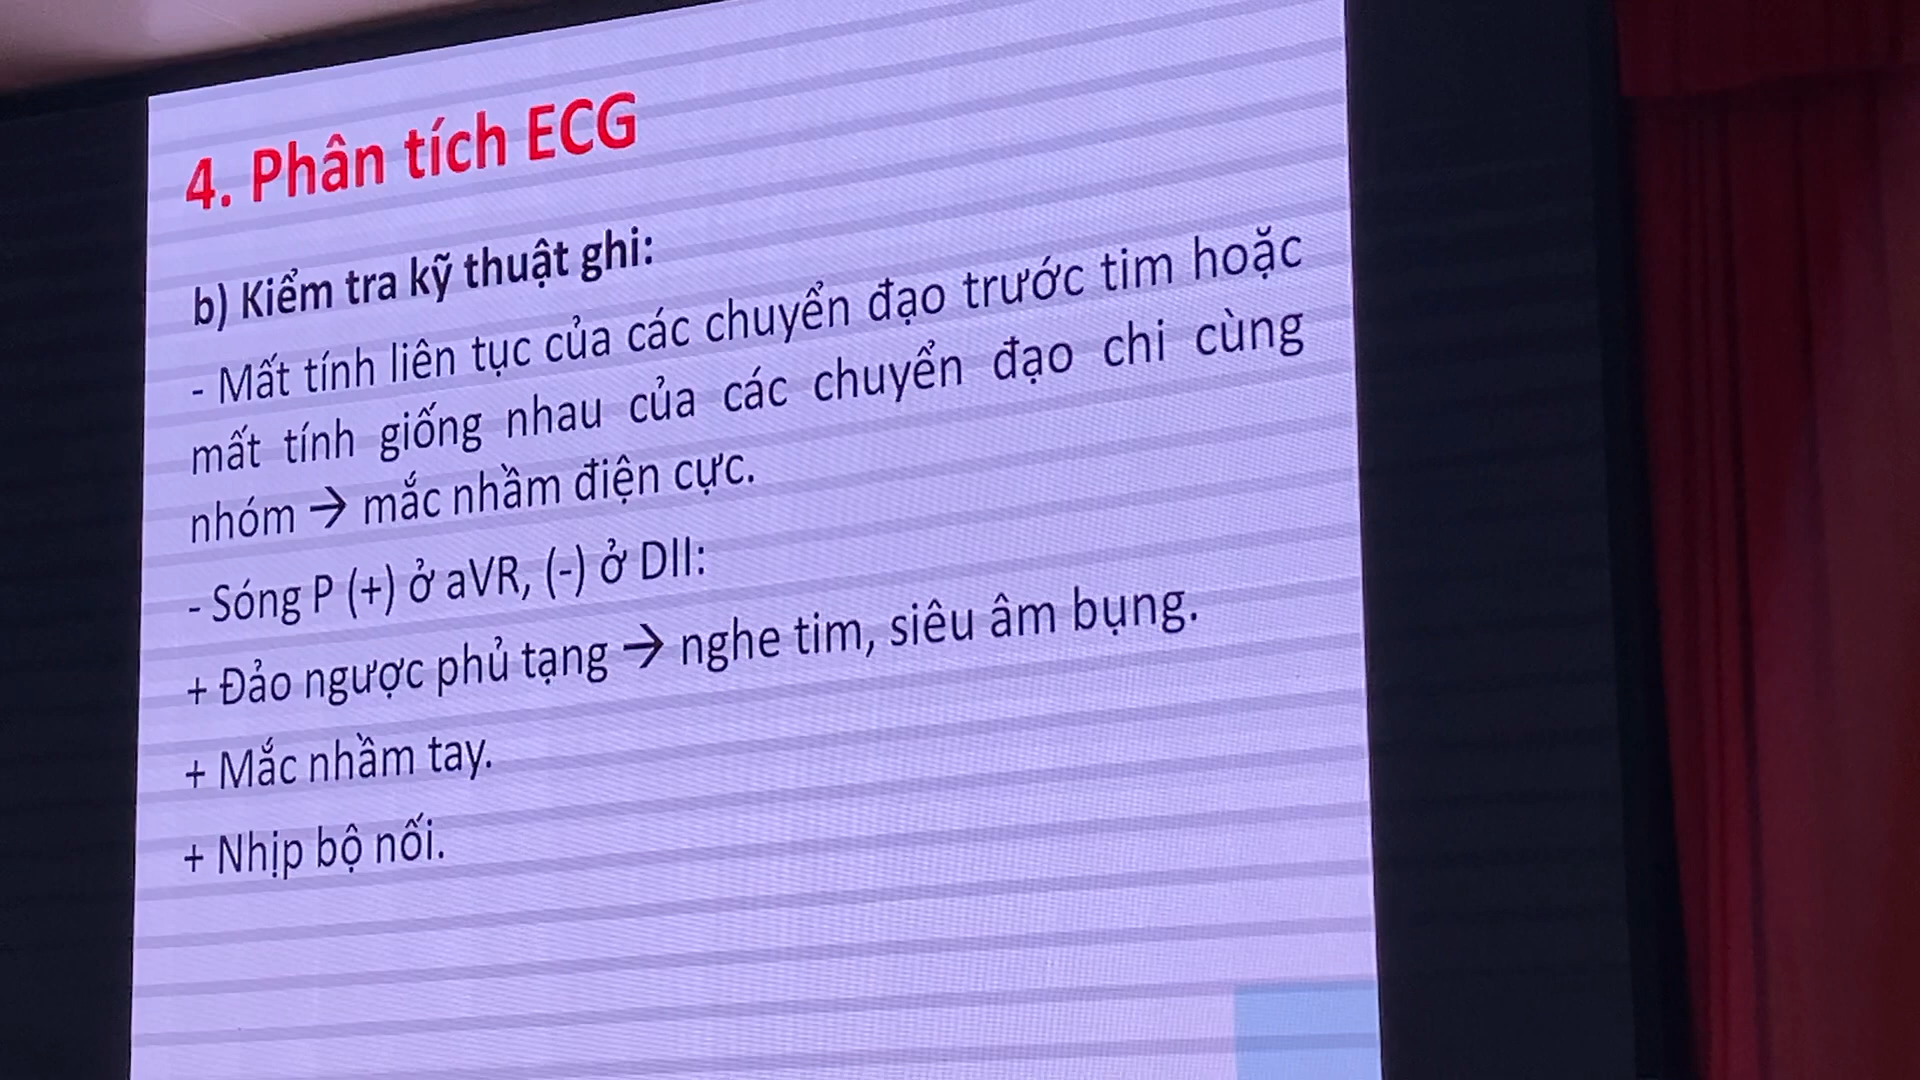 4. Phân tích ECG
b) Kiểm tra kỹ thuật ghi:
- Mất tính liên tục của các chuyển đạo trước tim hoặc
mất tính giống nhau của các chuyển đạo chi cùng
nhóm → mắc nhầm điện cực.
- Sóng P (+) ở aVR, (-) ở DII:
+ Đảo ngược phủ tạng → nghe tim, siêu âm bụng.
+ Mắc nhầm tay.
+ Nhịp bộ nối.